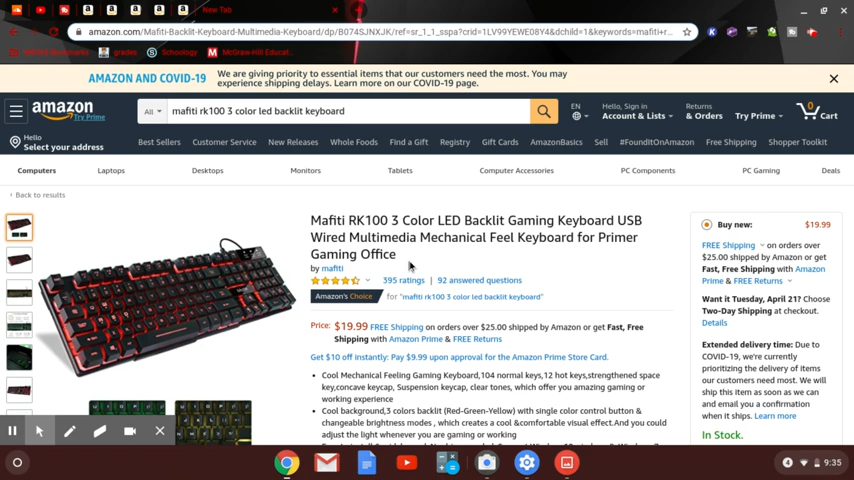 New Tab
amazon.com/Mafiti-Backlit-Keyboard-Multimedia-Keyboard/dp/B074SJNXJK/ref=sr_1_1_sspa?crid=1LV99YEWE08Y4&dchild=1&keywords=mafiti+r...
grades Schoology McGraw-Hill Educat...
AMAZON AND COVID-19 We are giving priority to essential items that our customers need the most. You may
experience shipping delays. Learn more on our COVID-19 page.
amazon
Try Prime
All
mafiti rk100 3 color led backlit keyboard
EN
Hello, Sign in
Account & Lists
Returns
& Orders
Try Prime
0
Cart
Hello
Select your address
Best Sellers Customer Service New Releases Whole Foods Find a Gift Registry Gift Cards AmazonBasics Sell #FoundItOnAmazon Free Shipping Shopper Toolkit
Computers Laptops Desktops Monitors Tablets Computer Accessories PC Components PC Gaming Deals
Back to results
Mafiti RK100 3 Color LED Backlit Gaming Keyboard USB
Wired Multimedia Mechanical Feel Keyboard for Primer
Gaming Office
by mafiti
395 ratings | 92 answered questions
Amazon's Choice for "mafiti rk100 3 color led backlit keyboard"
Price: $19.99 FREE Shipping on orders over $25.00 shipped by Amazon or get Fast, Free
Shipping with Amazon Prime & FREE Returns
Get $10 off instantly: Pay $9.99 upon approval for the Amazon Prime Store Card.
• Cool Mechanical Feeling Gaming Keyboard,104 normal keys,12 hot keys,strengthened space
key,concave keycap, Suspension keycap, clear tones, which offer you amazing gaming or
working experience
• Cool background,3 colors backlit (Red-Green-Yellow) with single color control button &
changeable brightness modes , which creates a cool &comfortable visual effect.And you could
adjust the light whenever you are gaming or working
Buy new: $19.99
FREE Shipping on orders over
$25.00 shipped by Amazon or get
Fast, Free Shipping with Amazon
Prime & FREE Returns
Want it Tuesday, April 21? Choose
Two-Day Shipping at checkout.
Details
Extended delivery time: Due to
COVID-19, we're currently
prioritizing the delivery of items
our customers need most. We will
ship this item as soon as we can
and email you a confirmation
when it ships. Learn more
In Stock.
4
9:35